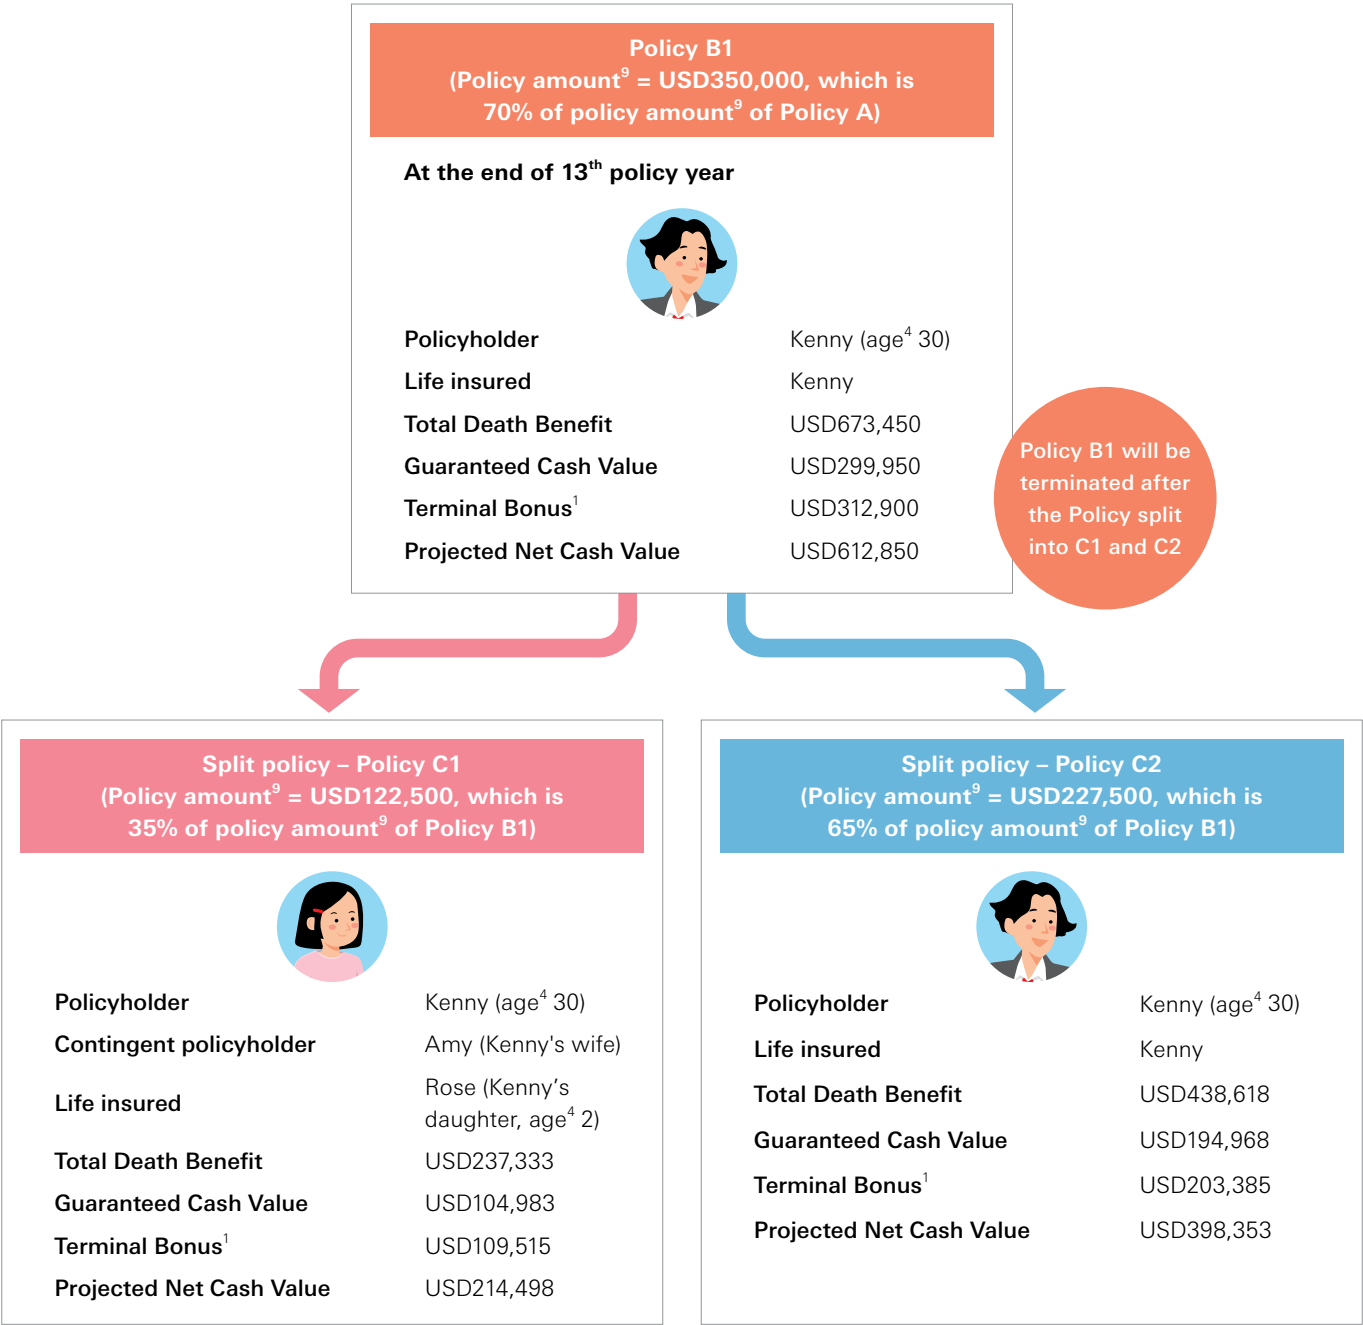 Policy B1
(Policy amount⁹ = USD350,000, which is
70% of policy amount⁹ of Policy A)
At the end of 13th policy year
Policyholder Kenny (age⁴ 30)
Life insured Kenny
Total Death Benefit USD673,450
Guaranteed Cash Value USD299,950
Terminal Bonus¹ USD312,900
Projected Net Cash Value USD612,850
Policy B1 will be
terminated after
the Policy split
into C1 and C2
Split policy – Policy C1
(Policy amount⁹ = USD122,500, which is
35% of policy amount⁹ of Policy B1)
Policyholder Kenny (age⁴ 30)
Contingent policyholder Amy (Kenny's wife)
Life insured Rose (Kenny’s
daughter, age⁴ 2)
Total Death Benefit USD237,333
Guaranteed Cash Value USD104,983
Terminal Bonus¹ USD109,515
Projected Net Cash Value USD214,498
Split policy – Policy C2
(Policy amount⁹ = USD227,500, which is
65% of policy amount⁹ of Policy B1)
Policyholder Kenny (age⁴ 30)
Life insured Kenny
Total Death Benefit USD438,618
Guaranteed Cash Value USD194,968
Terminal Bonus¹ USD203,385
Projected Net Cash Value USD398,353